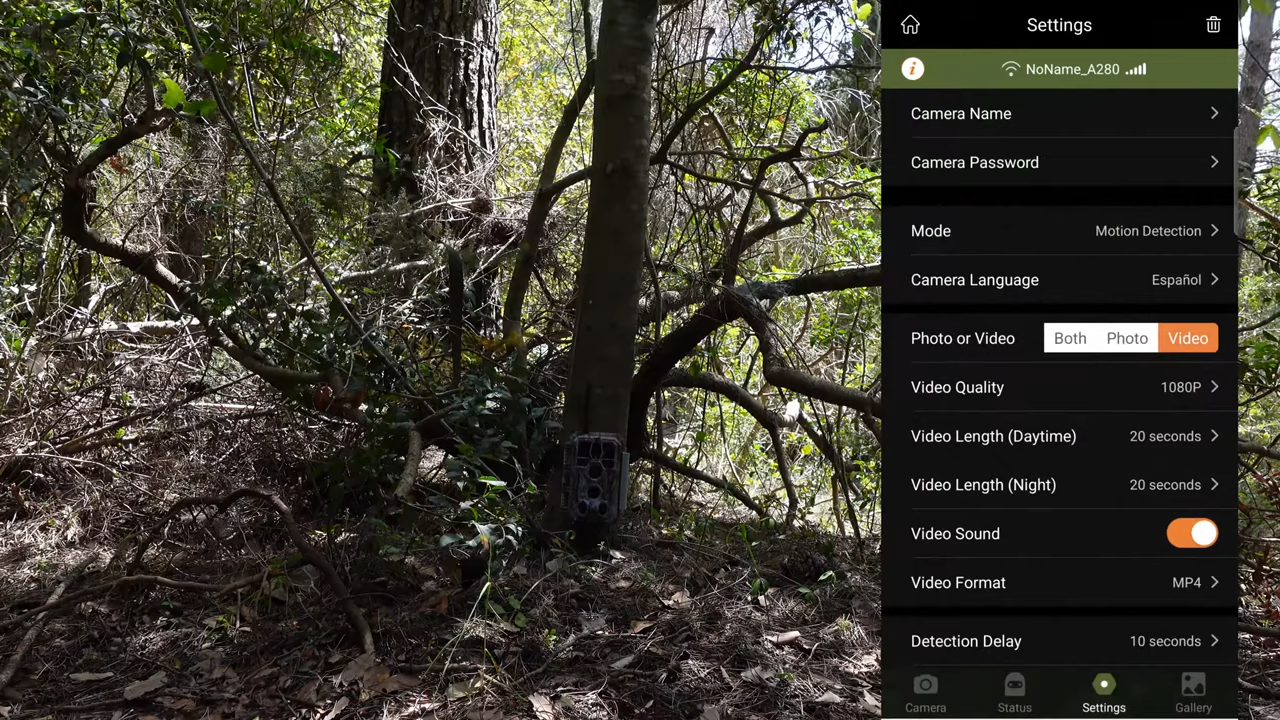 Settings
i
NoName_A280
Camera Name
Camera Password
Mode Motion Detection
Camera Language Español
Photo or Video Both Photo Video
Video Quality 1080P
Video Length (Daytime) 20 seconds
Video Length (Night) 20 seconds
Video Sound
Video Format MP4
Detection Delay 10 seconds
Camera Status Settings Gallery